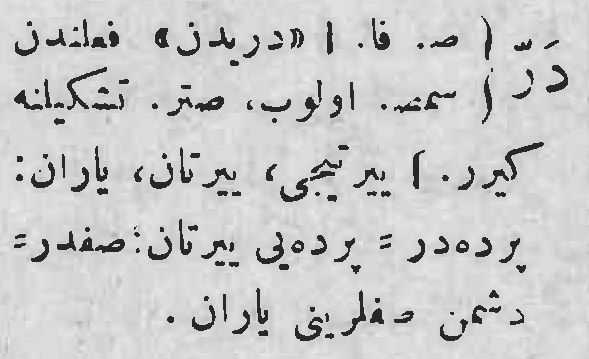 دَرّ ( ص. فا. ) «دریدن» فعلندن
( سمص. اولوب، صتر. تشکیلنه
کیرر. ) ییرتیجی، ییرتان، یاران:
پرده‌در = پرده‌یی ییرتان؛ صفدر=
دشمن صفلرینی یاران.